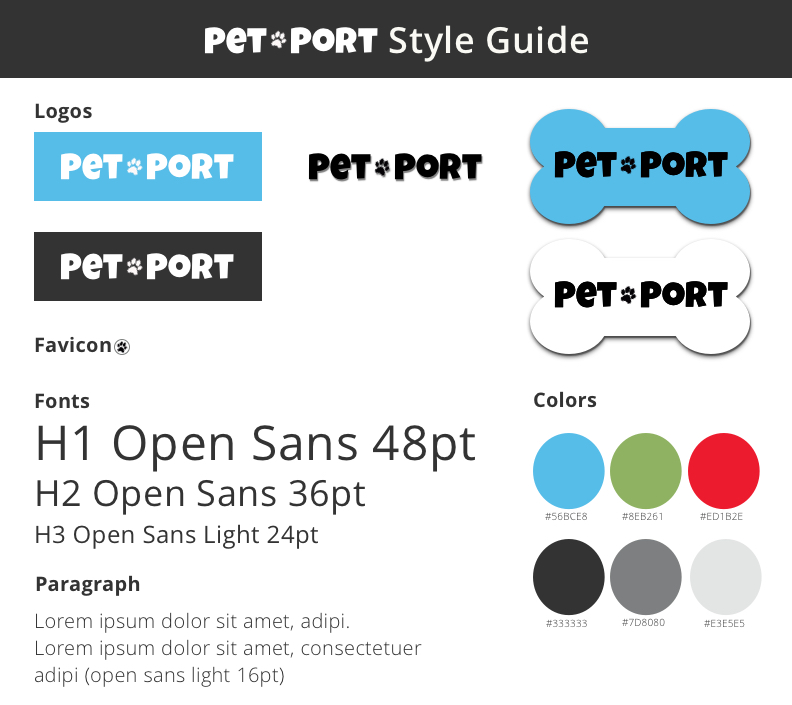 PET PORT Style Guide
Logos
PET PORT
PET PORT
PET PORT
PET PORT
PET PORT
Favicon
Fonts
H1 Open Sans 48pt
H2 Open Sans 36pt
H3 Open Sans Light 24pt
Paragraph
Lorem ipsum dolor sit amet, adipi.
Lorem ipsum dolor sit amet, consectetuer
adipi (open sans light 16pt)
Colors
#56BCE8 #8EB261 #ED1B2E
#333333 #7D8080 #E3E5E5